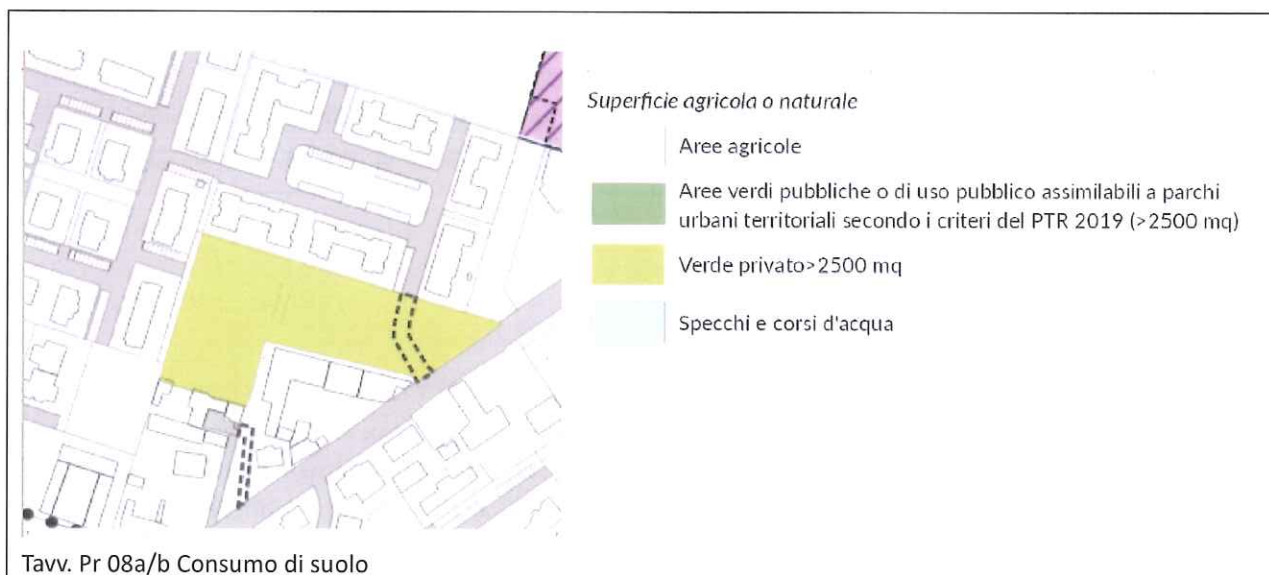 Superficie agricola o naturale
Aree agricole
Aree verdi pubbliche o di uso pubblico assimilabili a parchi
urbani territoriali secondo i criteri del PTR 2019 (>2500 mq)
Verde privato>2500 mq
Specchi e corsi d'acqua
Tavv. Pr 08a/b Consumo di suolo